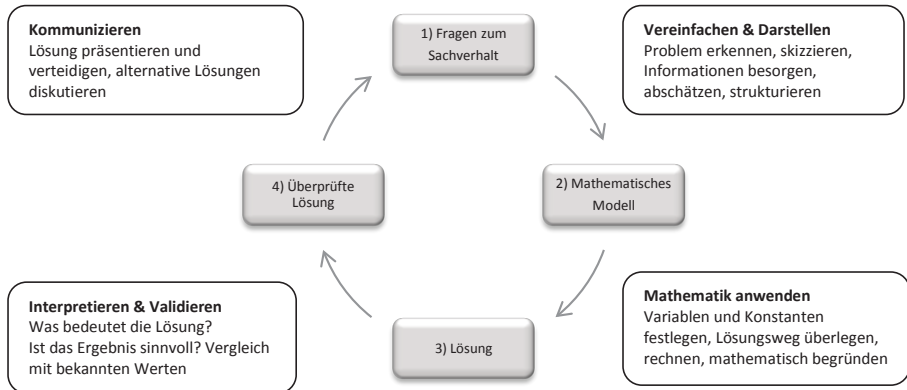 Kommunizieren
Lösung präsentieren und
verteidigen, alternative Lösungen
diskutieren
1) Fragen zum
Sachverhalt
Vereinfachen & Darstellen
Problem erkennen, skizzieren,
Informationen besorgen,
abschätzen, strukturieren
4) Überprüfte
Lösung
2) Mathematisches
Modell
Interpretieren & Validieren
Was bedeutet die Lösung?
Ist das Ergebnis sinnvoll? Vergleich
mit bekannten Werten
3) Lösung
Mathematik anwenden
Variablen und Konstanten
festlegen, Lösungsweg überlegen,
rechnen, mathematisch begründen